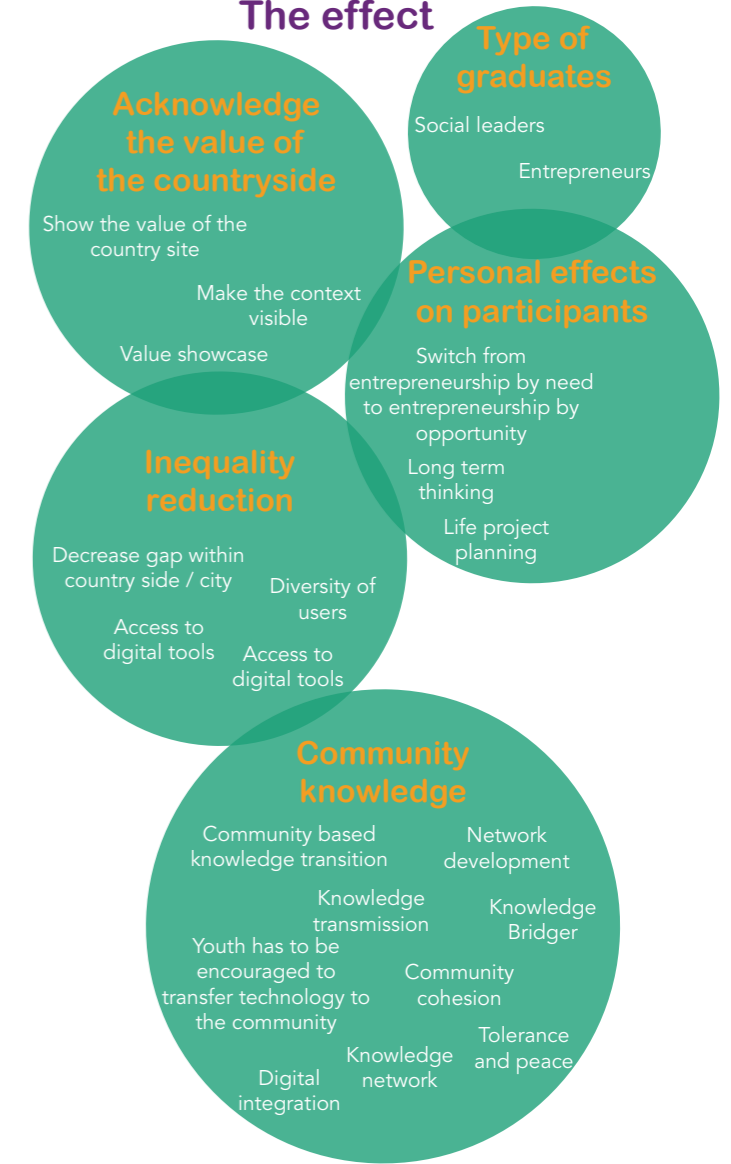 The effect
Type of
graduates
Social leaders
Entrepreneurs
Acknowledge
the value of
the countryside
Show the value of the
country site
Make the context
visible
Value showcase
Personal effects
on participants
Switch from
entrepreneurship by need
to entrepreneurship by
opportunity
Long term
thinking
Life project
planning
Inequality
reduction
Decrease gap within
country side / city
Diversity of
users
Access to
digital tools
Access to
digital tools
Community
knowledge
Community based
knowledge transition
Network
development
Knowledge
transmission
Knowledge
Bridger
Youth has to be
encouraged to
transfer technology to
the community
Community
cohesion
Tolerance
and peace
Knowledge
network
Digital
integration